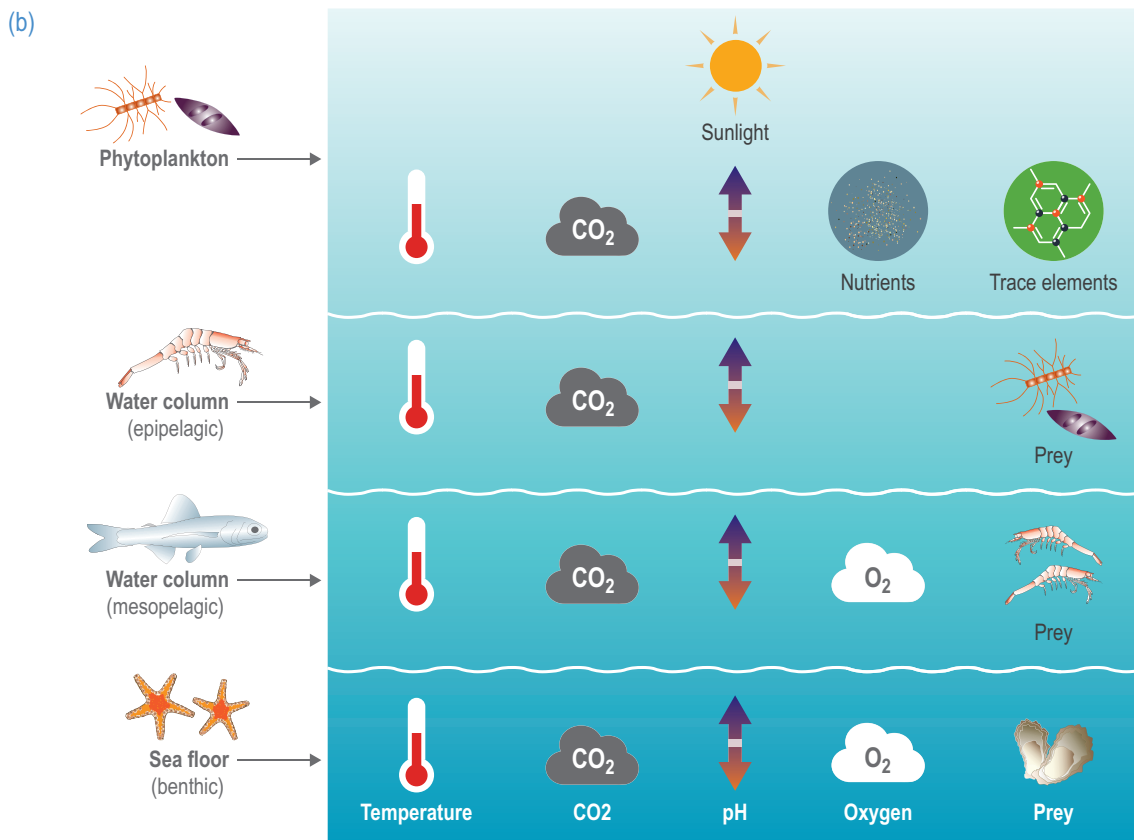 (b)
Sunlight
Phytoplankton
CO₂
Nutrients
Trace elements
Water column
(epipelagic)
CO₂
Prey
Water column
(mesopelagic)
CO₂
O₂
Prey
Sea floor
(benthic)
CO₂
O₂
Temperature
CO2
pH
Oxygen
Prey